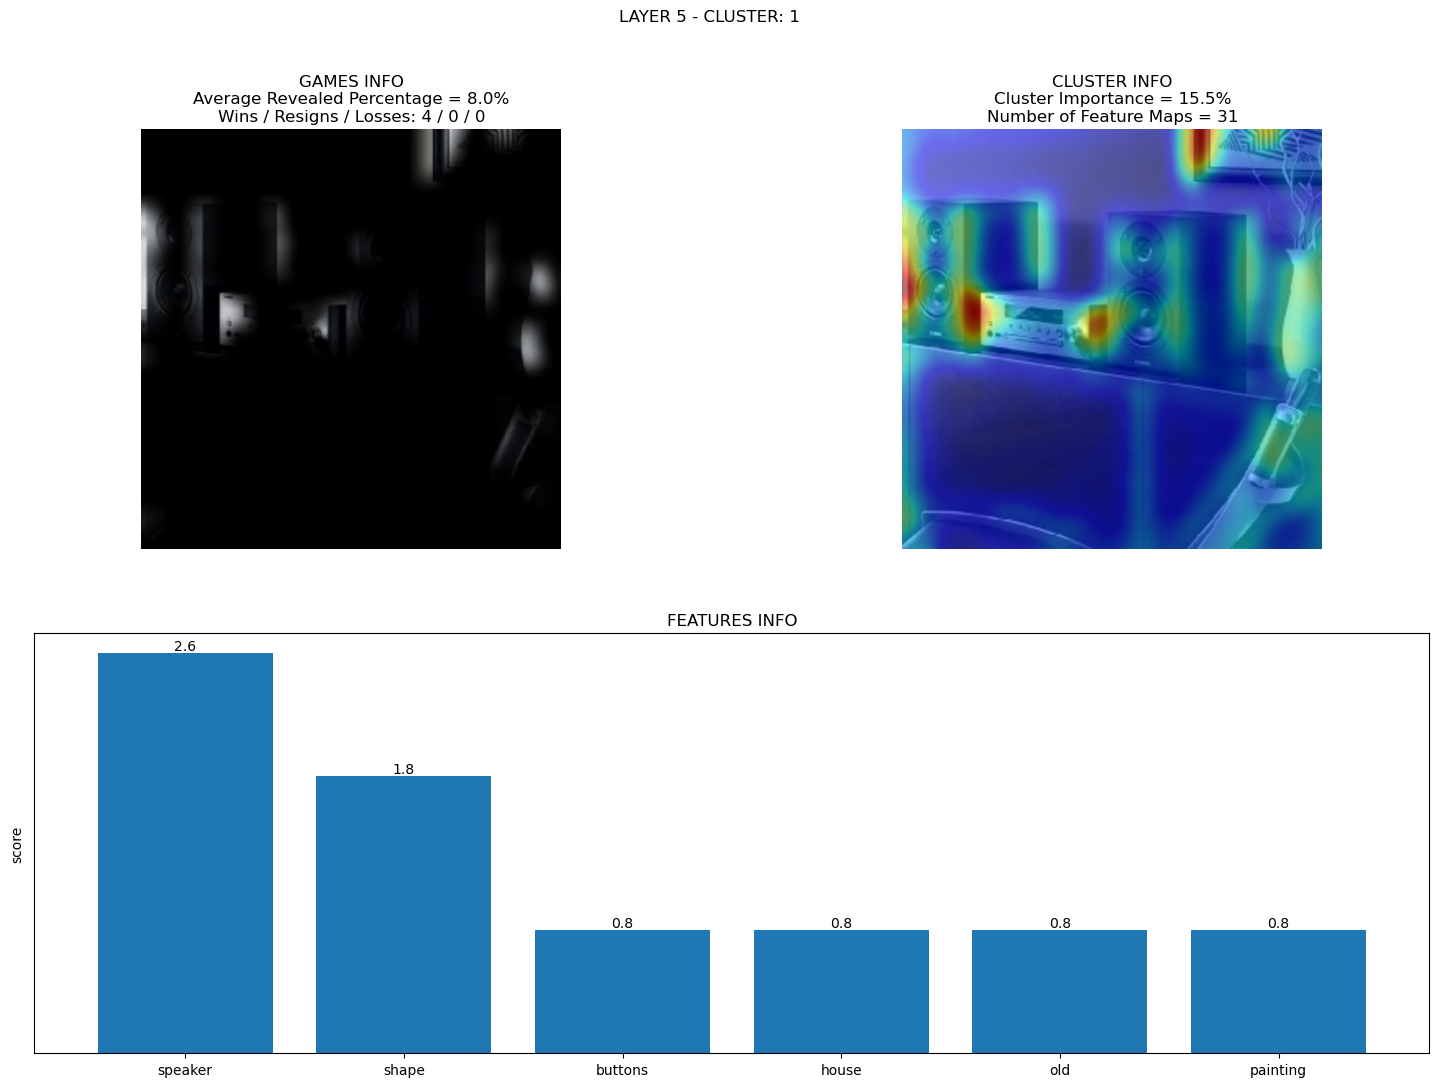 LAYER 5 - CLUSTER: 1
GAMES INFO
Average Revealed Percentage = 8.0%
Wins / Resigns / Losses: 4 / 0 / 0
CLUSTER INFO
Cluster Importance = 15.5%
Number of Feature Maps = 31
FEATURES INFO
score
2.6
1.8
0.8
0.8
0.8
0.8
speaker
shape
buttons
house
old
painting